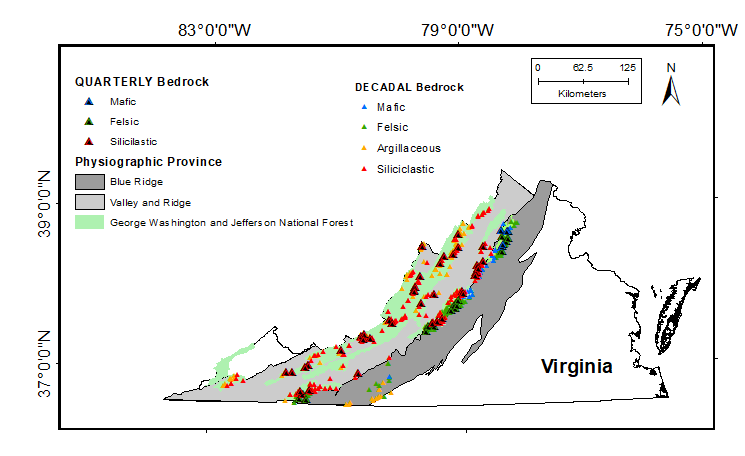 83°0'0"W 79°0'0"W 75°0'0"W
QUARTERLY Bedrock
Mafic
Felsic
Silicilastic
Physiographic Province
Blue Ridge
Valley and Ridge
George Washington and Jefferson National Forest
DECADAL Bedrock
Mafic
Felsic
Argillaceous
Siliciclastic
0 62.5 125
Kilometers
N
39°0'0"N
37°0'0"N
Virginia